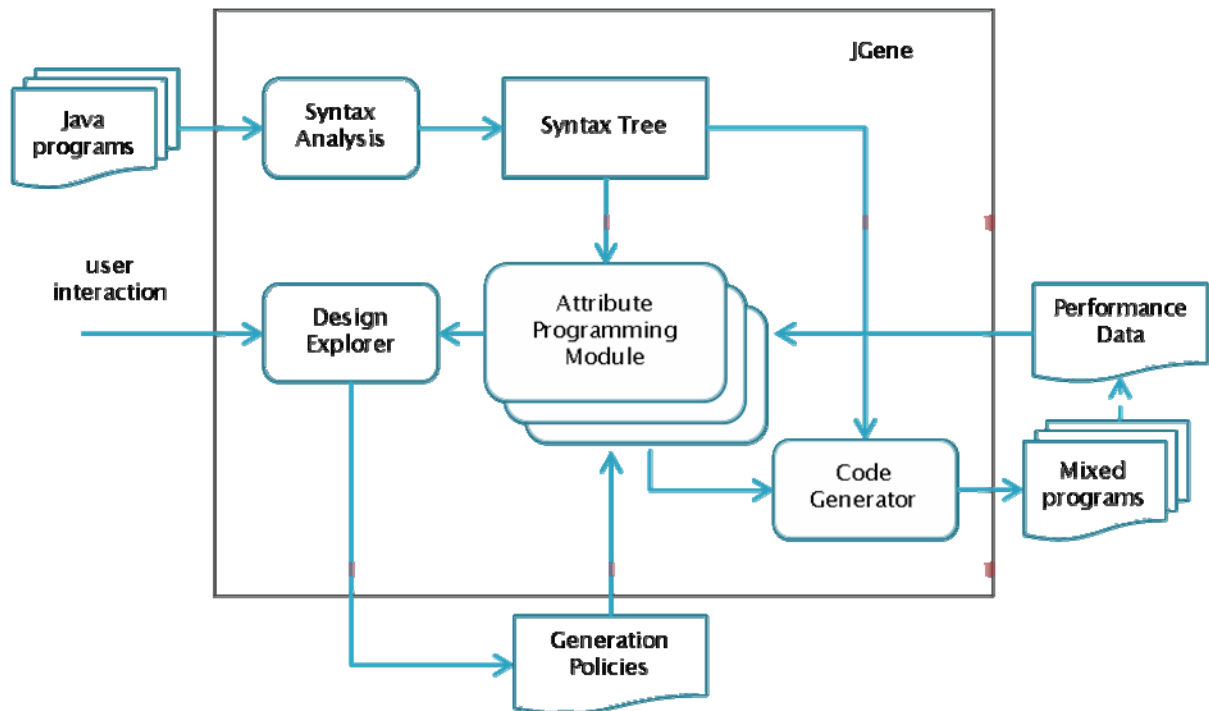 JGene
Java
programs
Syntax
Analysis
Syntax Tree
user
interaction
Design
Explorer
Attribute
Programming
Module
Performance
Data
Code
Generator
Mixed
programs
Generation
Policies